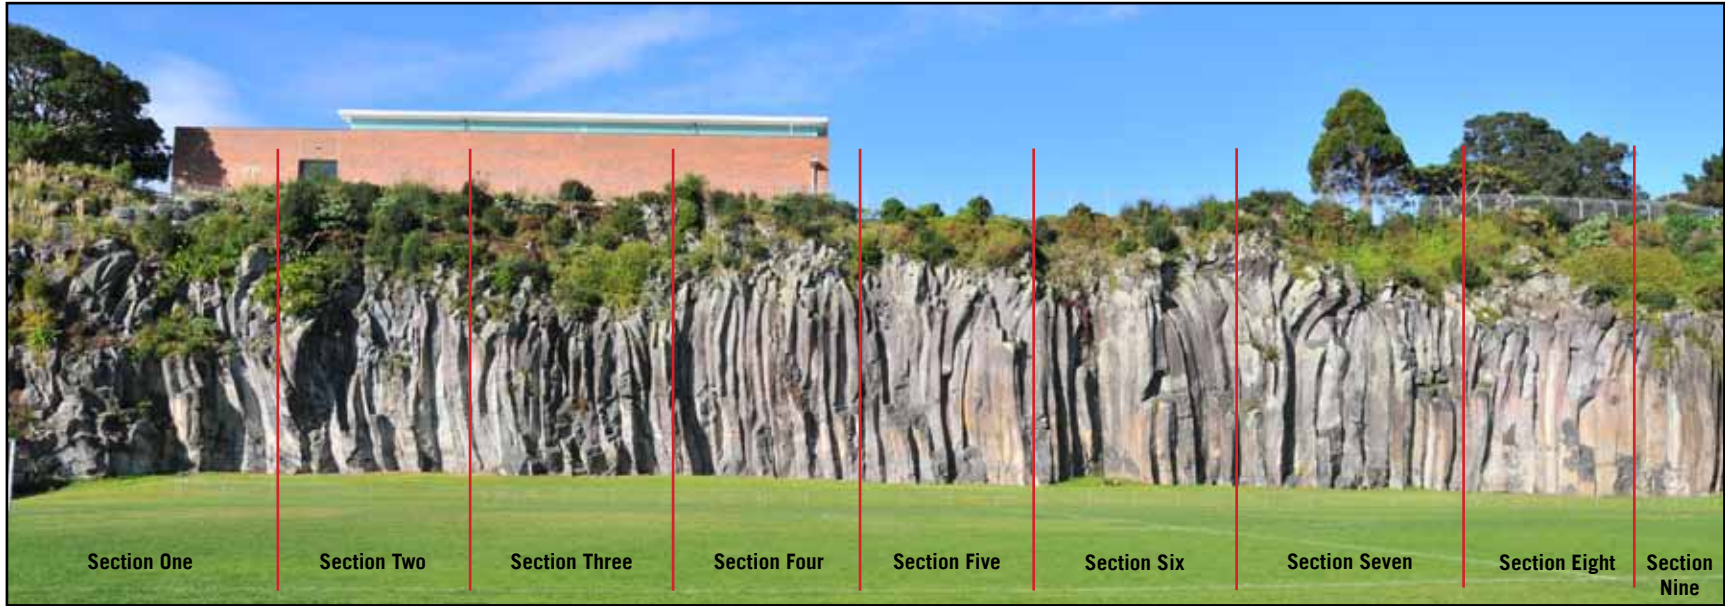 Section One
Section Two
Section Three
Section Four
Section Five
Section Six
Section Seven
Section Eight
Section
Nine